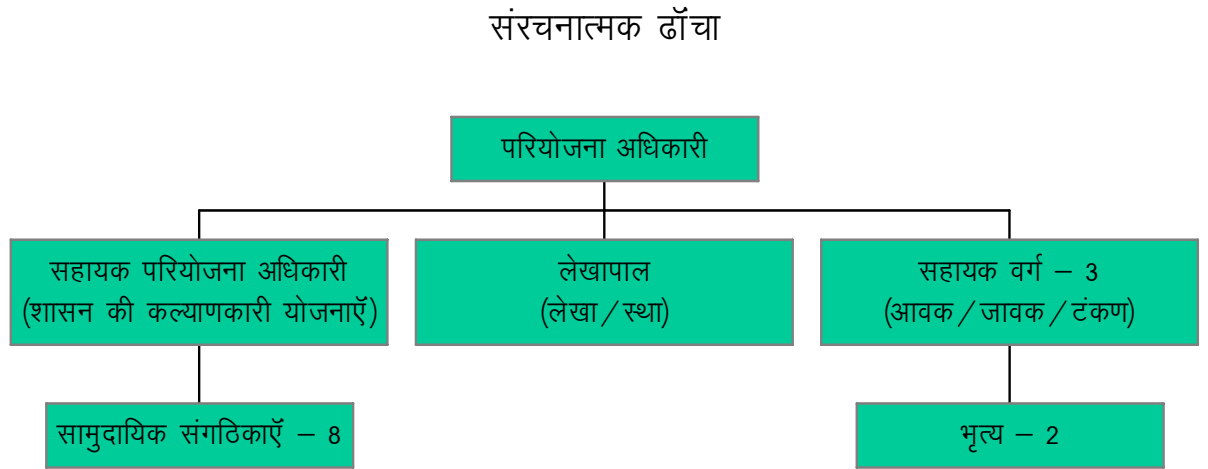 संरचनात्मक ढॉचा
परियोजना अधिकारी
सहायक परियोजना अधिकारी
(शासन की कल्याणकारी योजनाऍ)
लेखापाल
(लेखा/स्था)
सहायक वर्ग – 3
(आवक/जावक/टंकण)
सामुदायिक संगठिकाऍ – 8
भृत्य – 2